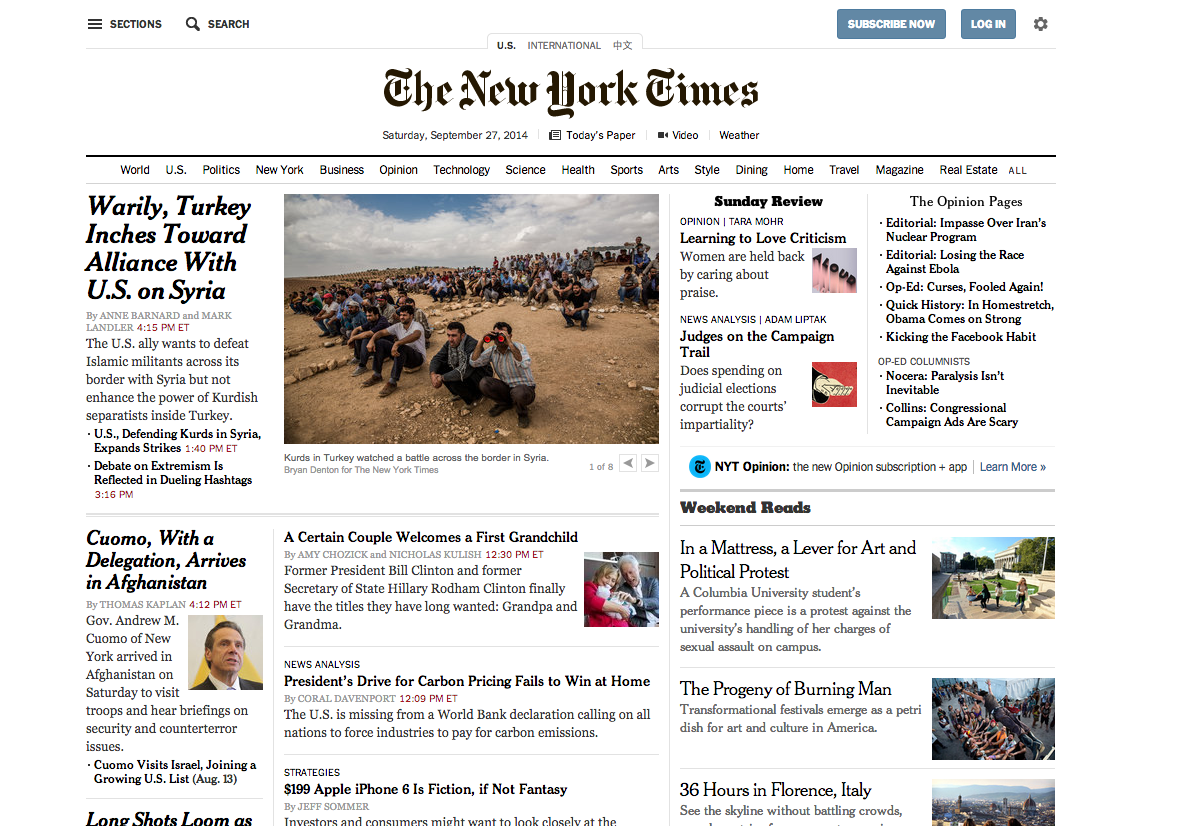 SECTIONS
SEARCH
SUBSCRIBE NOW
LOG IN
U.S.
INTERNATIONAL
中文
The New York Times
Saturday, September 27, 2014
Today's Paper
Video
Weather
World
U.S.
Politics
New York
Business
Opinion
Technology
Science
Health
Sports
Arts
Style
Dining
Home
Travel
Magazine
Real Estate
ALL
Warily, Turkey
Inches Toward
Alliance With
U.S. on Syria
By ANNE BARNARD and MARK
LANDLER 4:15 PM ET
The U.S. ally wants to defeat
Islamic militants across its
border with Syria but not
enhance the power of Kurdish
separatists inside Turkey.
· U.S., Defending Kurds in Syria,
Expands Strikes 1:40 PM ET
· Debate on Extremism Is
Reflected in Dueling Hashtags
3:16 PM
Kurds in Turkey watched a battle across the border in Syria.
Bryan Denton for The New York Times
1 of 8
Cuomo, With a
Delegation, Arrives
in Afghanistan
By THOMAS KAPLAN 4:12 PM ET
Gov. Andrew M.
Cuomo of New
York arrived in
Afghanistan on
Saturday to visit
troops and hear briefings on
security and counterterror
issues.
· Cuomo Visits Israel, Joining a
Growing U.S. List (Aug. 13)
Long Shots Loom as
A Certain Couple Welcomes a First Grandchild
By AMY CHOZICK and NICHOLAS KULISH 12:30 PM ET
Former President Bill Clinton and former
Secretary of State Hillary Rodham Clinton finally
have the titles they have long wanted: Grandpa and
Grandma.
NEWS ANALYSIS
President's Drive for Carbon Pricing Fails to Win at Home
By CORAL DAVENPORT 12:09 PM ET
The U.S. is missing from a World Bank declaration calling on all
nations to force industries to pay for carbon emissions.
STRATEGIES
$199 Apple iPhone 6 Is Fiction, if Not Fantasy
By JEFF SOMMER
Investors and consumers might want to look closely at the
Sunday Review
OPINION | TARA MOHR
Learning to Love Criticism
Women are held back
by caring about
praise.
ALOUD
NEWS ANALYSIS | ADAM LIPTAK
Judges on the Campaign
Trail
Does spending on
judicial elections
corrupt the courts'
impartiality?
The Opinion Pages
· Editorial: Impasse Over Iran's
Nuclear Program
· Editorial: Losing the Race
Against Ebola
· Op-Ed: Curses, Fooled Again!
· Quick History: In Homestretch,
Obama Comes on Strong
· Kicking the Facebook Habit
OP-ED COLUMNISTS
· Nocera: Paralysis Isn't
Inevitable
· Collins: Congressional
Campaign Ads Are Scary
NYT Opinion: the new Opinion subscription + app
Learn More »
Weekend Reads
In a Mattress, a Lever for Art and
Political Protest
A Columbia University student's
performance piece is a protest against the
university's handling of her charges of
sexual assault on campus.
The Progeny of Burning Man
Transformational festivals emerge as a petri
dish for art and culture in America.
36 Hours in Florence, Italy
See the skyline without battling crowds,